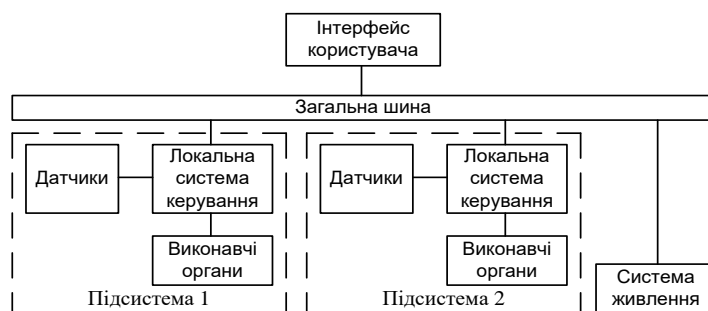 Інтерфейс
користувача
Загальна шина
Датчики
Локальна
система
керування
Виконавчі
органи
Підсистема 1
Датчики
Локальна
система
керування
Виконавчі
органи
Підсистема 2
Система
живлення